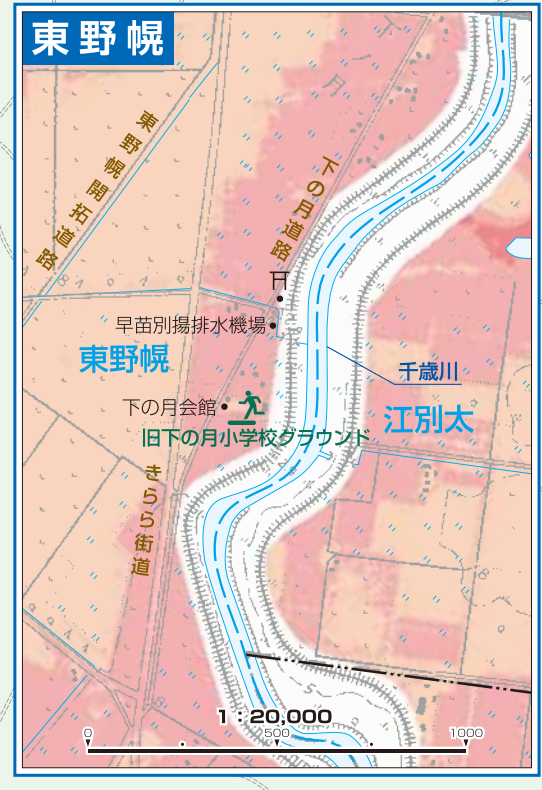 東野幌
東野幌開拓道路
下の月道路
早苗別揚排水機場
東野幌
千歳川
下の月会館
江別太
旧下の月小学校グラウンド
きらら街道
1:20,000
0 500 1000